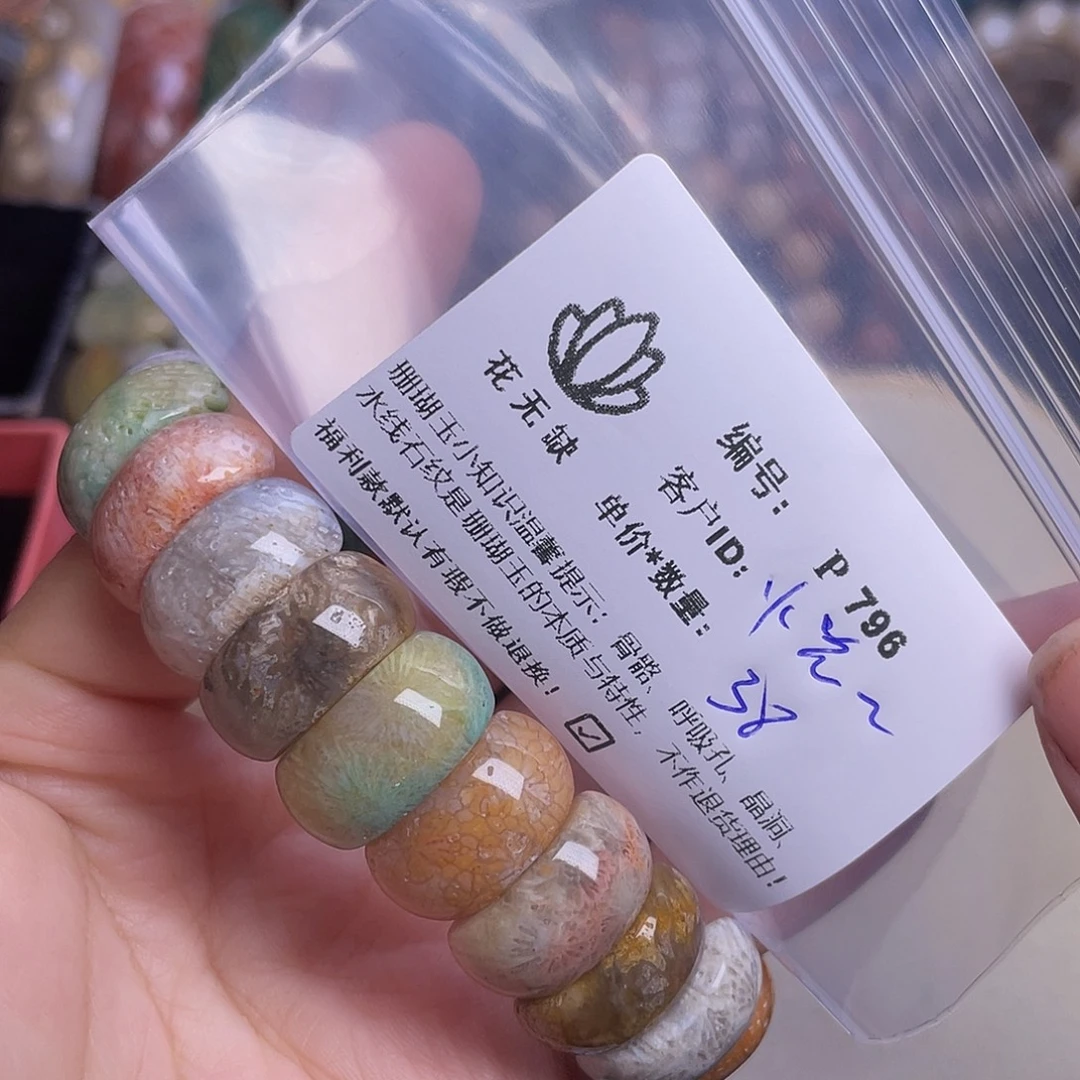 花无缺
编号: P 796
客户ID:
单价*数量: 38
珊瑚玉小知识温馨提示: 骨骼、呼吸孔、晶洞、
水线石纹是珊瑚玉的本质与特性, 不作退货理由!
福利款默认有瑕不做退换!